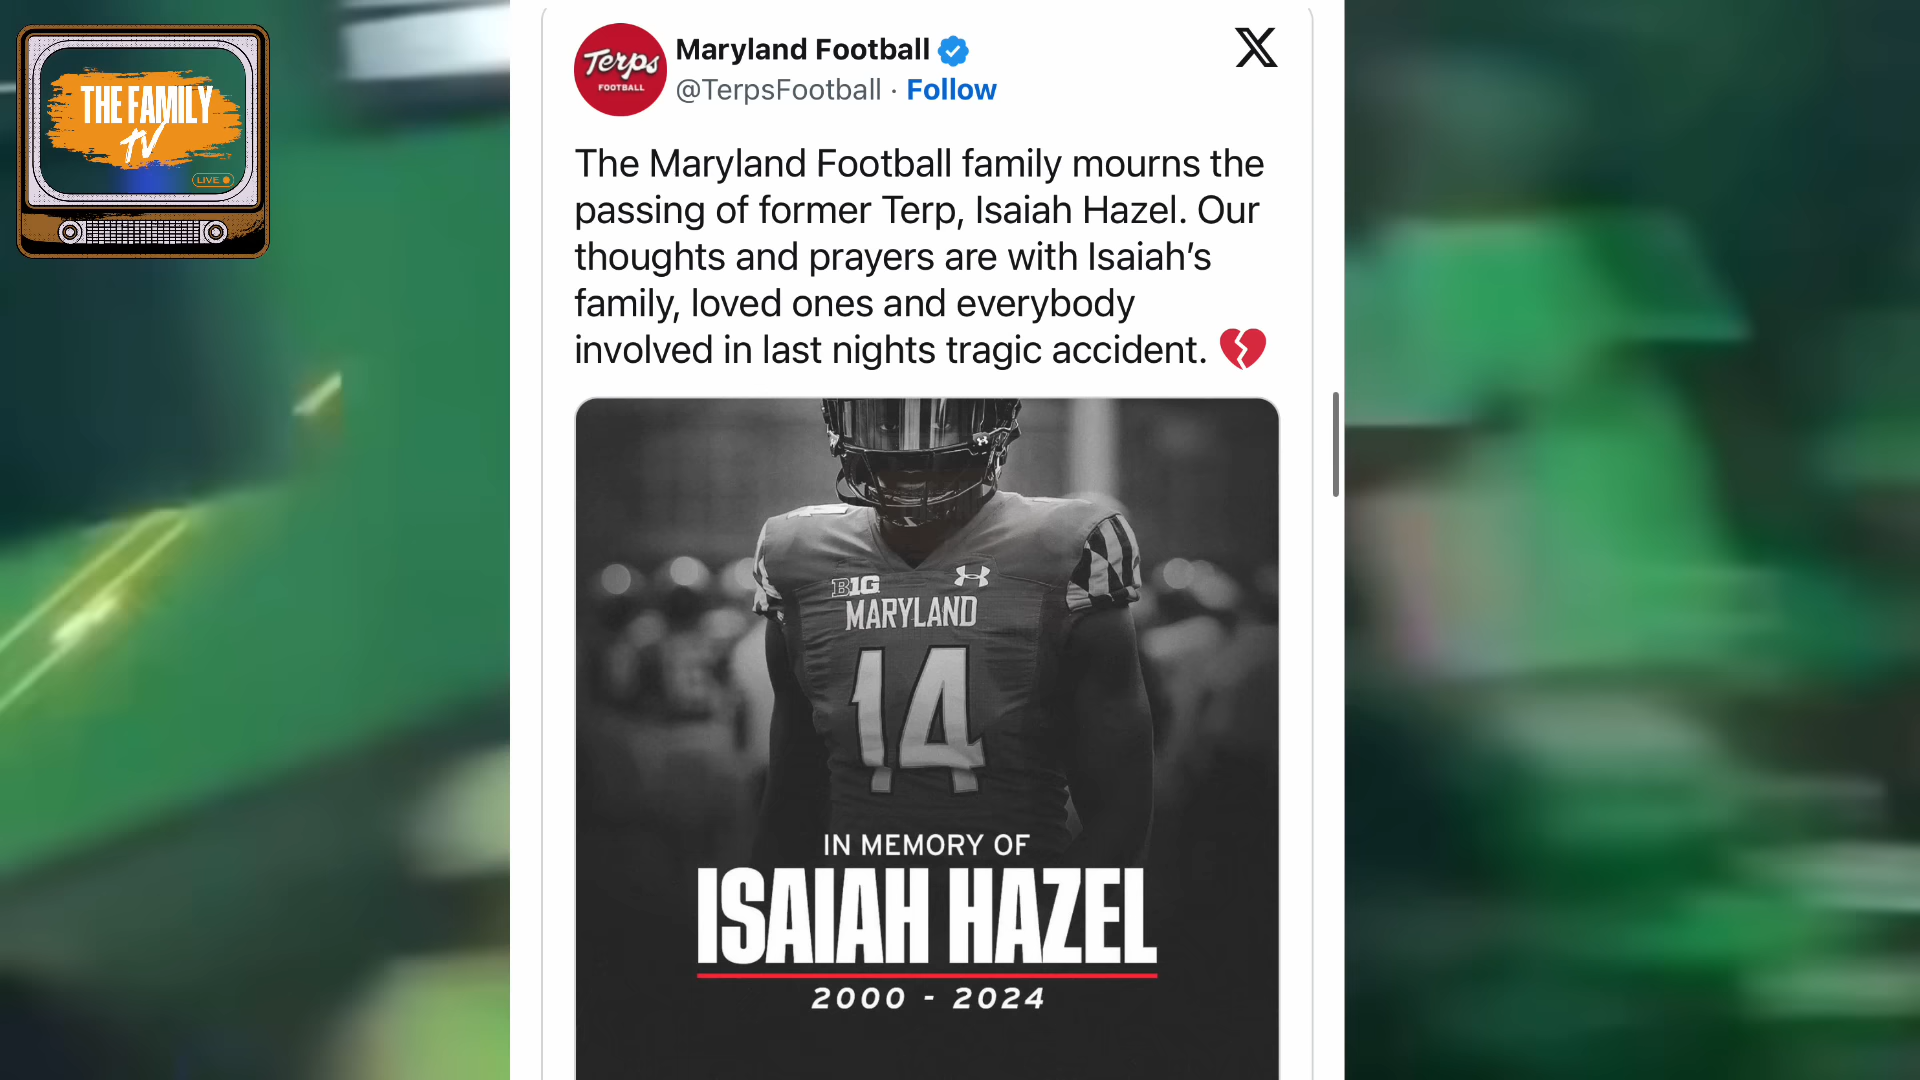 THE FAMILY
tv
LIVE
Terps
FOOTBALL
Maryland Football
@TerpsFootball · Follow
X
The Maryland Football family mourns the
passing of former Terp, Isaiah Hazel. Our
thoughts and prayers are with Isaiah’s
family, loved ones and everybody
involved in last nights tragic accident. 💔
B1G
MARYLAND
14
IN MEMORY OF
ISAIAH HAZEL
2000 - 2024